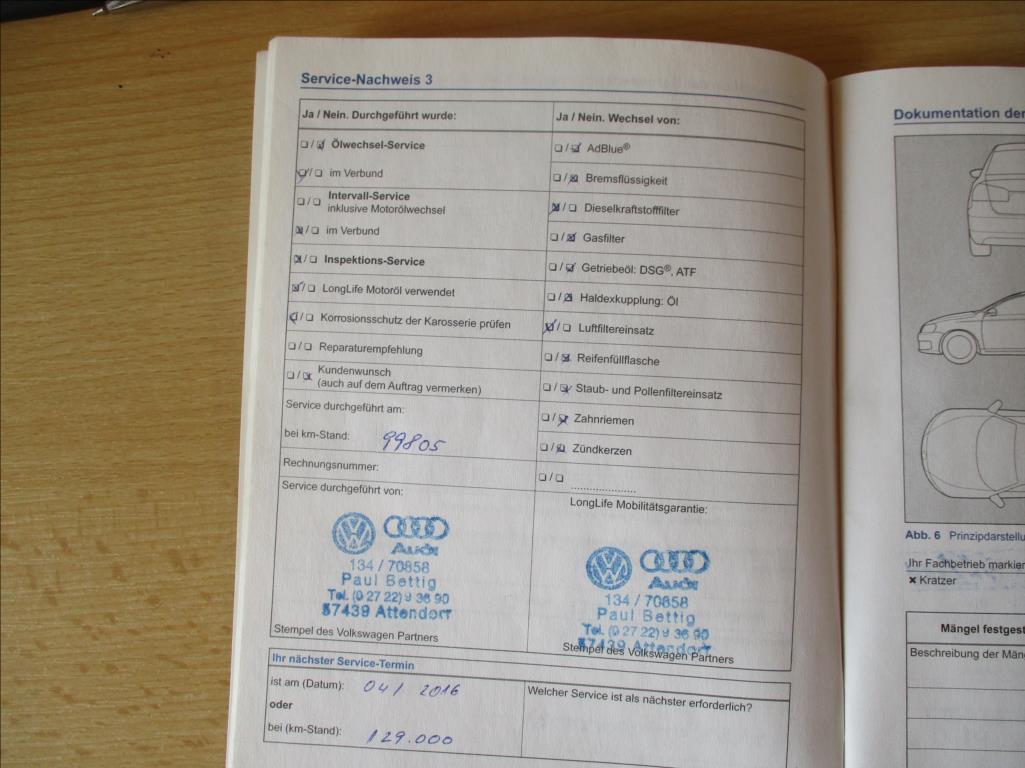 Service-Nachweis 3
Ja / Nein. Durchgeführt wurde:
Ölwechsel-Service
im Verbund
Intervall-Service
inklusive Motorölwechsel
im Verbund
Inspektions-Service
LongLife Motoröl verwendet
Korrosionsschutz der Karosserie prüfen
Reparaturempfehlung
Kundenwunsch
(auch auf dem Auftrag vermerken)
Service durchgeführt am:
bei km-Stand: 99805
Rechnungsnummer:
Service durchgeführt von:
Audi
134 / 70858
Paul Bettig
Tel. (0 27 22) 9 36 90
57439 Attendorf
Stempel des Volkswagen Partners
Ja / Nein. Wechsel von:
AdBlue®
Bremsflüssigkeit
Dieselkraftstofffilter
Gasfilter
Getriebeöl: DSG®, ATF
Haldexkupplung: Öl
Luftfiltereinsatz
Reifenfüllflasche
Staub- und Pollenfiltereinsatz
Zahnriemen
Zündkerzen
......................
LongLife Mobilitätsgarantie:
Audi
134 / 70858
Paul Bettig
Tel. (0 27 22) 9 36 90
57439 Attendorf
Stempel des Volkswagen Partners
Ihr nächster Service-Termin
ist am (Datum): 04 / 2016
oder
bei (km-Stand): 129.000
Welcher Service ist als nächster erforderlich?
Dokumentation der
Abb. 6 Prinzipdarstellu
Ihr Fachbetrieb markier
× Kratzer
Mängel festgest
Beschreibung der Män